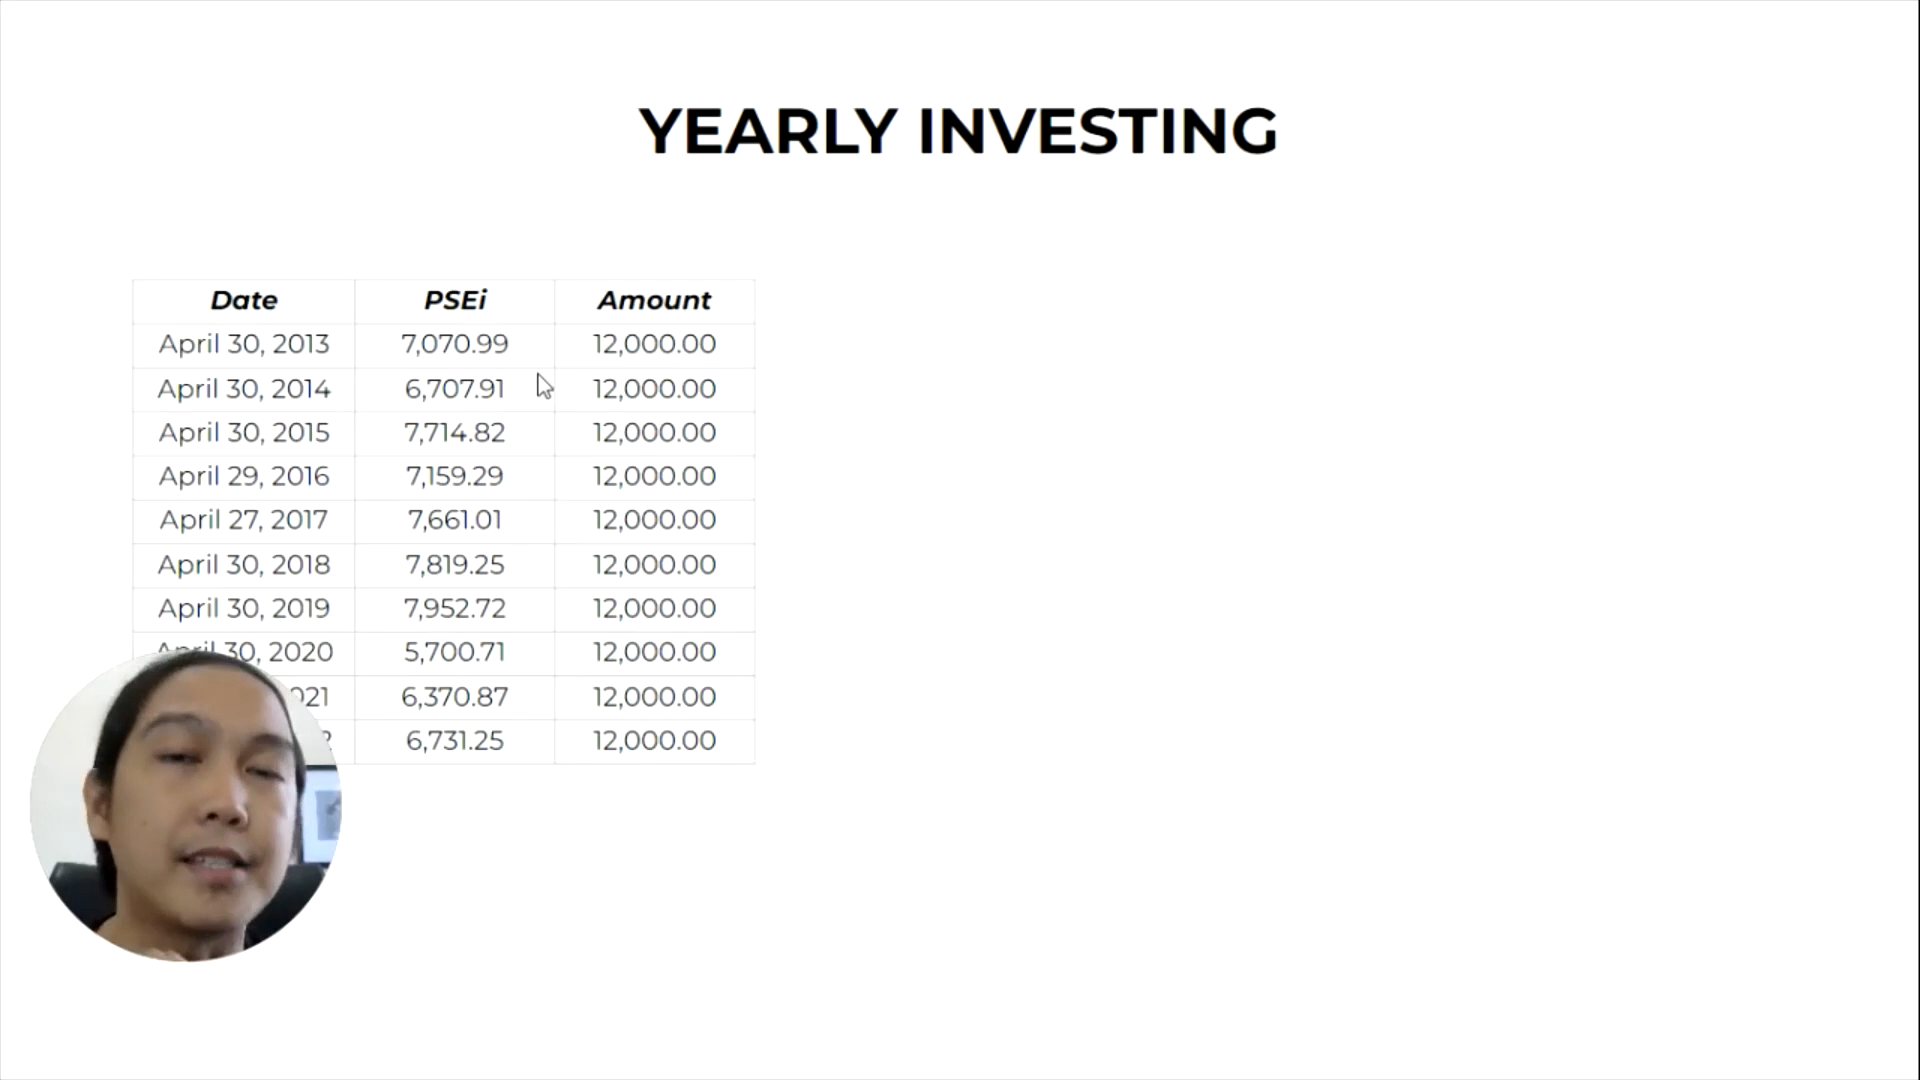 YEARLY INVESTING
Date PSEi Amount
April 30, 2013 7,070.99 12,000.00
April 30, 2014 6,707.91 12,000.00
April 30, 2015 7,714.82 12,000.00
April 29, 2016 7,159.29 12,000.00
April 27, 2017 7,661.01 12,000.00
April 30, 2018 7,819.25 12,000.00
April 30, 2019 7,952.72 12,000.00
April 30, 2020 5,700.71 12,000.00
6,370.87 12,000.00
6,731.25 12,000.00